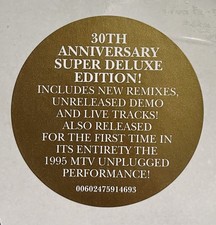 30TH
ANNIVERSARY
SUPER DELUXE
EDITION!
INCLUDES NEW REMIXES,
UNRELEASED DEMO
AND LIVE TRACKS!
ALSO RELEASED
FOR THE FIRST TIME IN
ITS ENTIRETY THE
1995 MTV UNPLUGGED
PERFORMANCE!
00602475914693